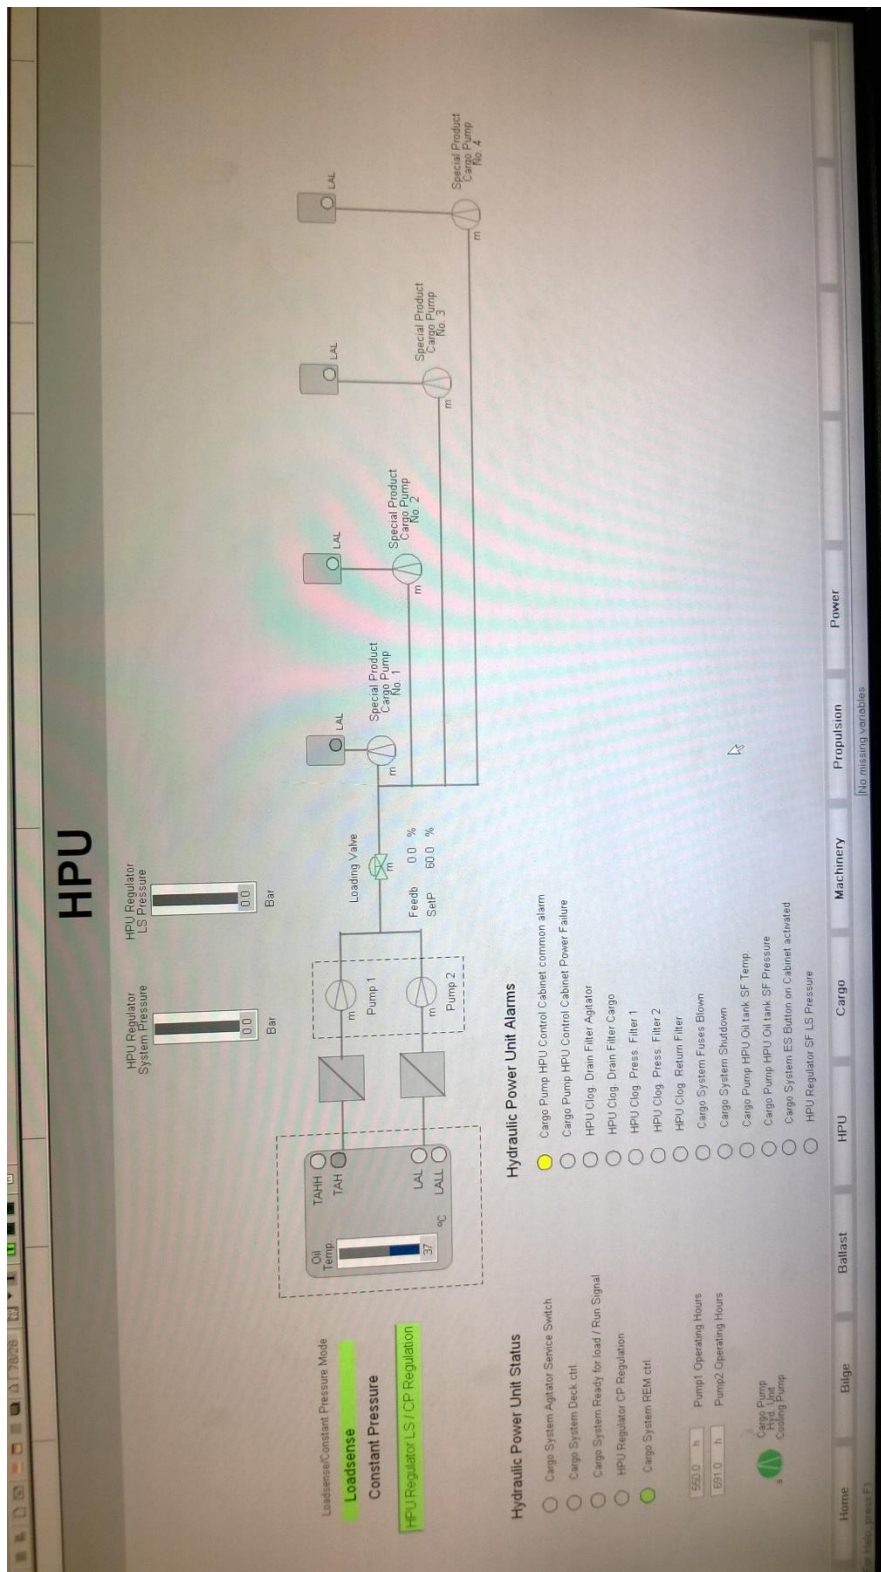 28/28
HPU
HPU Regulator
System Pressure
0.0
Bar
HPU Regulator
LS Pressure
0.0
Bar
Loadsense/Constant Pressure Mode
Loadsense
Constant Pressure
HPU Regulator LS / CP Regulation
Oil
Temp.
37
°C
TAHH
TAH
LAL
LALL
m
Pump 1
m
Pump 2
Loading Valve
m
Feedb 0.0 %
SetP 60.0 %
LAL
m
Special Product
Cargo Pump
No. 1
LAL
m
Special Product
Cargo Pump
No. 2
LAL
m
Special Product
Cargo Pump
No. 3
LAL
m
Special Product
Cargo Pump
No. 4
Hydraulic Power Unit Status
Cargo System Agitator Service Switch
Cargo System Deck ctrl
Cargo System Ready for load / Run Signal
HPU Regulator CP Regulation
Cargo System REM ctrl
550.0 h Pump1 Operating Hours
691.0 h Pump2 Operating Hours
a
Cargo Pump
Hyd. Unit
Cooling Pump
Hydraulic Power Unit Alarms
Cargo Pump HPU Control Cabinet common alarm
Cargo Pump HPU Control Cabinet Power Failure
HPU Clog. Drain Filter Agitator
HPU Clog. Drain Filter Cargo
HPU Clog. Press. Filter 1
HPU Clog. Press. Filter 2
HPU Clog. Return Filter
Cargo System Fuses Blown
Cargo System Shutdown
Cargo Pump HPU Oil tank SF Temp.
Cargo Pump HPU Oil tank SF Pressure
Cargo System ES Button on Cabinet activated
HPU Regulator SF LS Pressure
Home Bilge Ballast HPU Cargo Machinery Propulsion Power
For Help, press F1
No missing variables